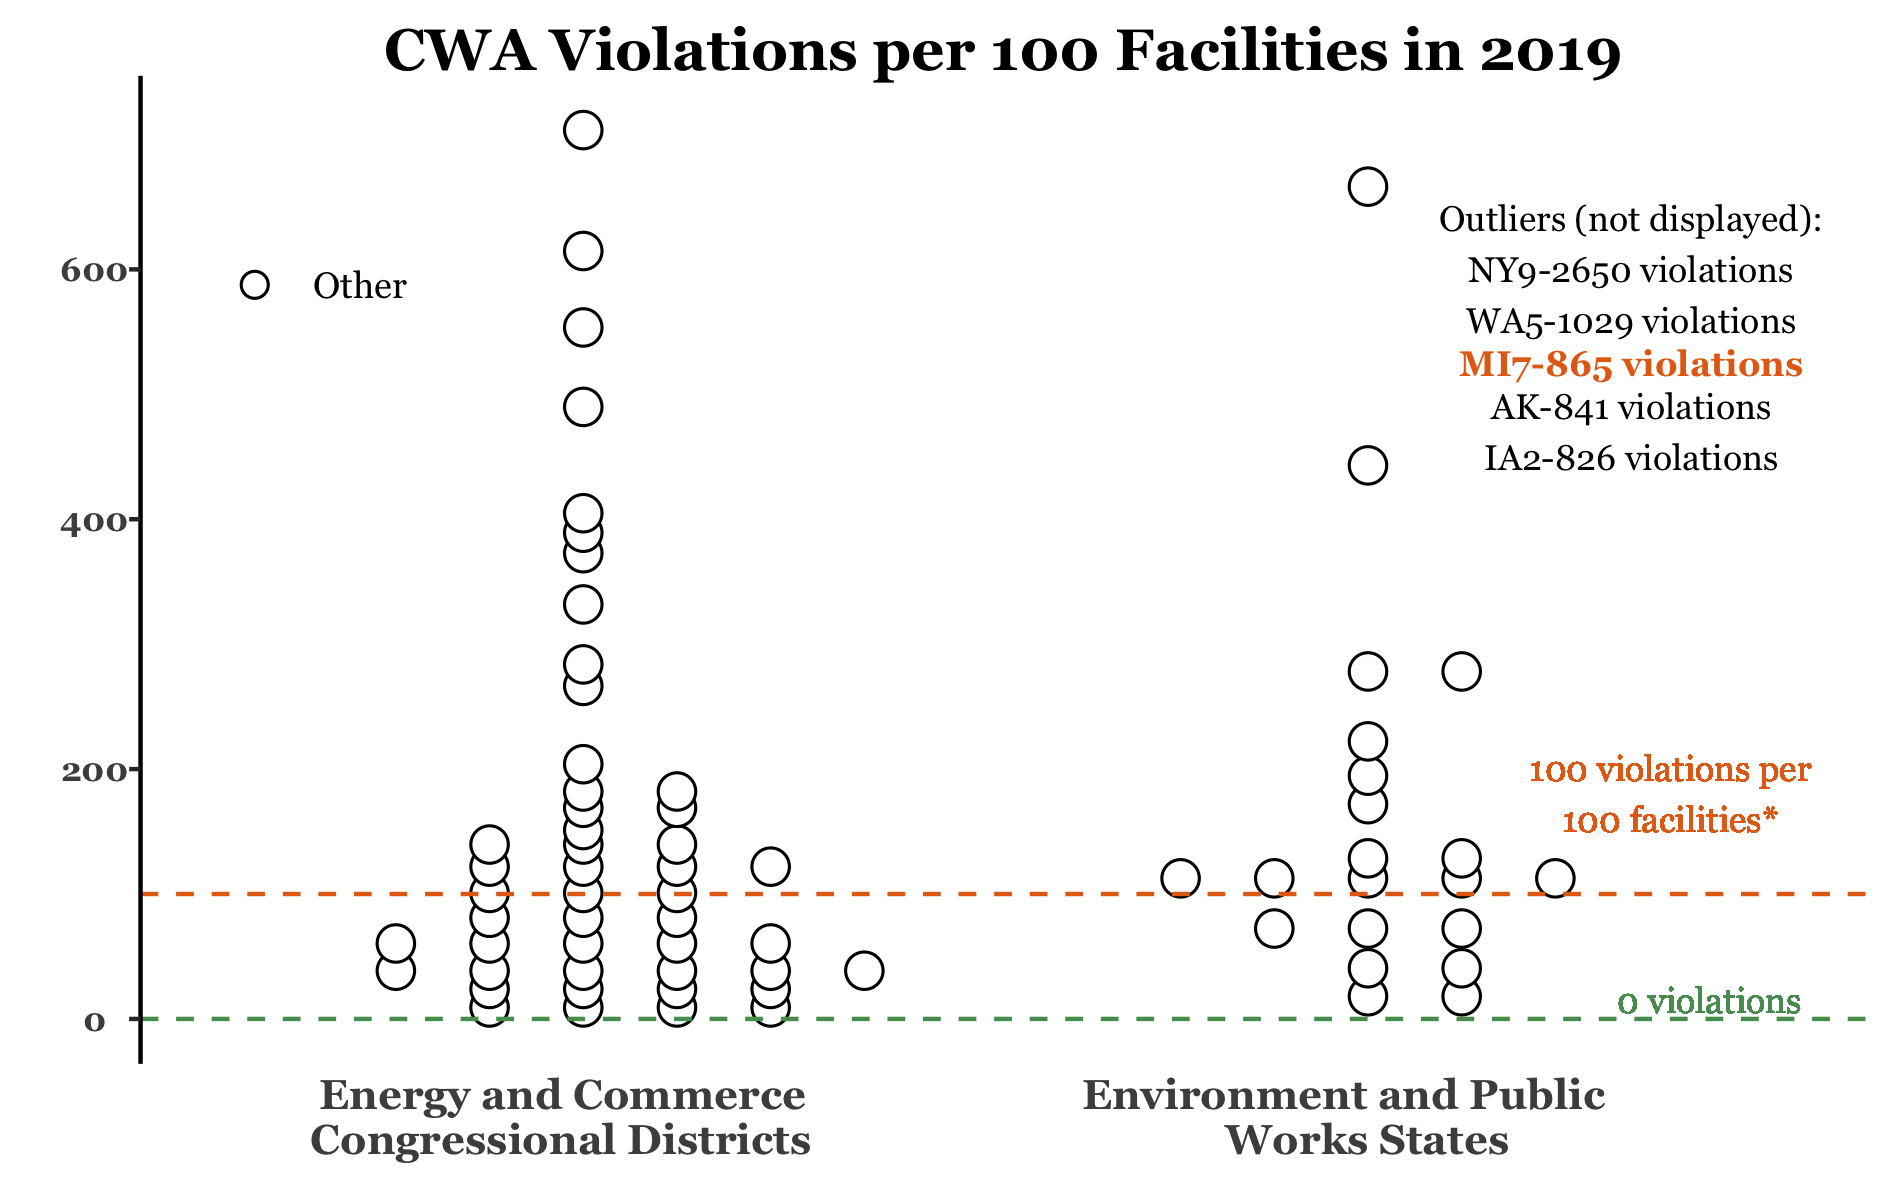 CWA Violations per 100 Facilities in 2019
Outliers (not displayed):
NY9-2650 violations
WA5-1029 violations
MI7-865 violations
AK-841 violations
IA2-826 violations
600
Other
400
200
100 violations per
100 facilities*
0 violations
0
Energy and Commerce
Congressional Districts
Environment and Public
Works States